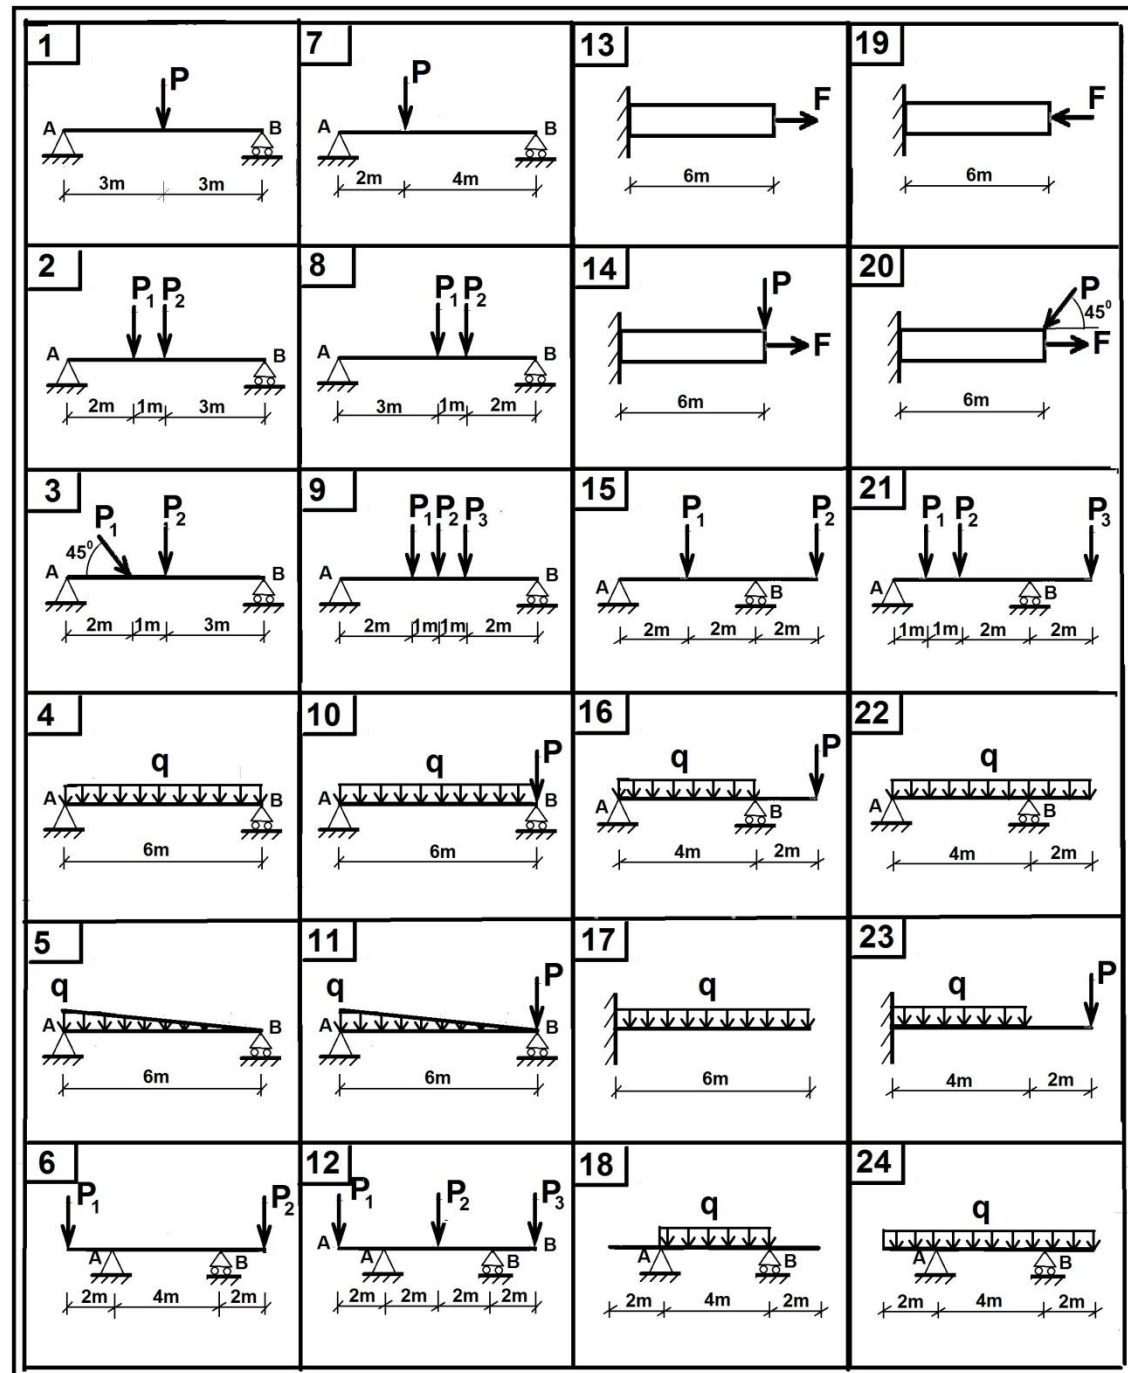 1
P
A
B
3m 3m
7
P
A
B
2m 4m
13
F
6m
19
F
6m
2
P1 P2
A
B
2m 1m 3m
8
P1 P2
A
B
3m 1m 2m
14
P
F
6m
20
P
45⁰
F
6m
3
P1
P2
45⁰
A
B
2m 1m 3m
9
P1 P2 P3
A
B
2m 1m 1m 2m
15
P1 P2
A
B
2m 2m 2m
21
P1 P2 P3
A
B
1m 1m 2m 2m
4
q
A
B
6m
10
P
q
A
B
6m
16
P
q
A
B
4m 2m
22
q
A
B
4m 2m
5
q
A
B
6m
11
P
q
A
B
6m
17
q
6m
23
P
q
4m 2m
6
P1 P2
A
B
2m 4m 2m
12
P1 P2 P3
A
B
A
B
2m 2m 2m 2m
18
q
A
B
2m 4m 2m
24
q
A
B
2m 4m 2m